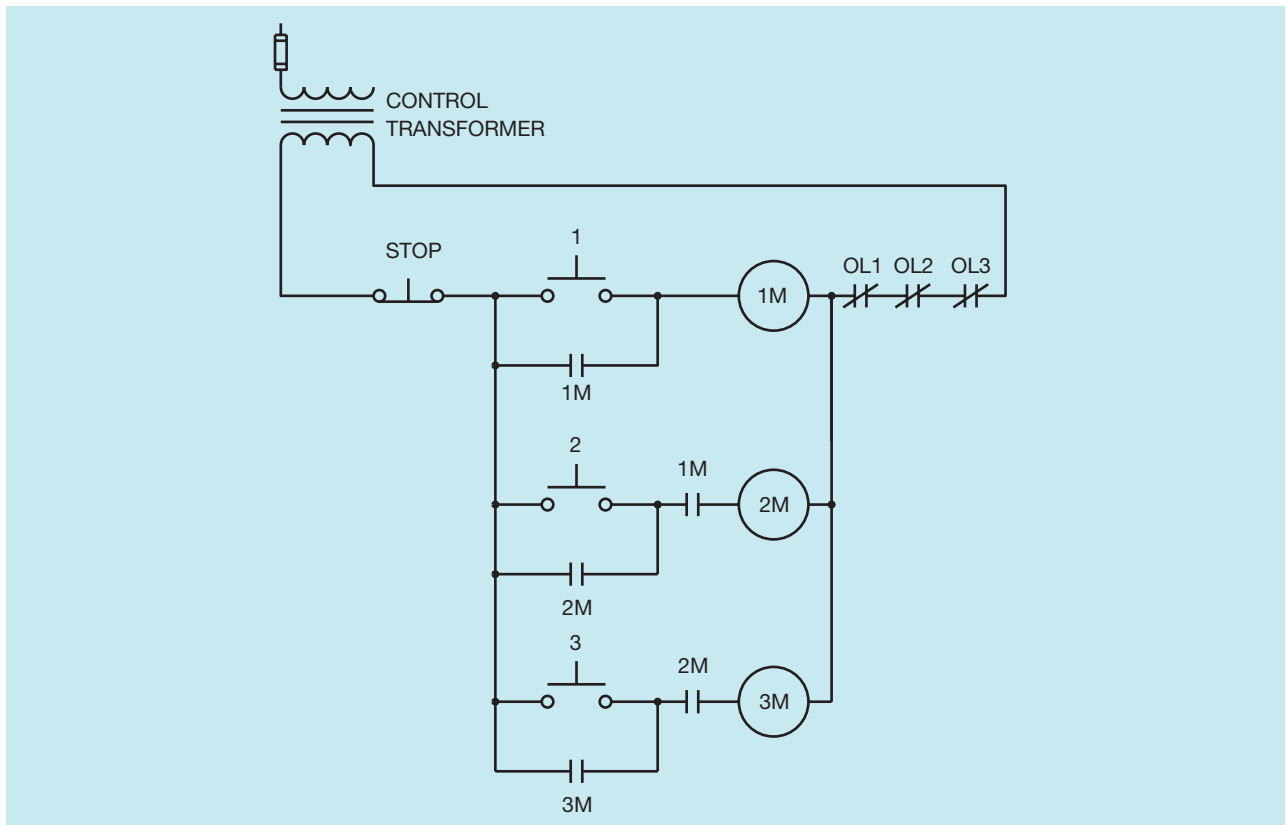 CONTROL
TRANSFORMER
STOP
1
1M
OL1 OL2 OL3
1M
2
1M
2M
2M
3
2M
3M
3M